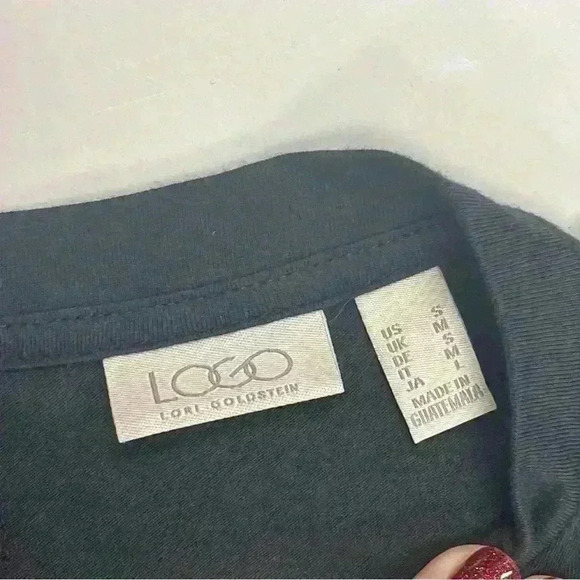 LOGO
LORI GOLDSTEIN
US S
UK M
DE S
IT M
JA L
MADE IN
GUATEMALA